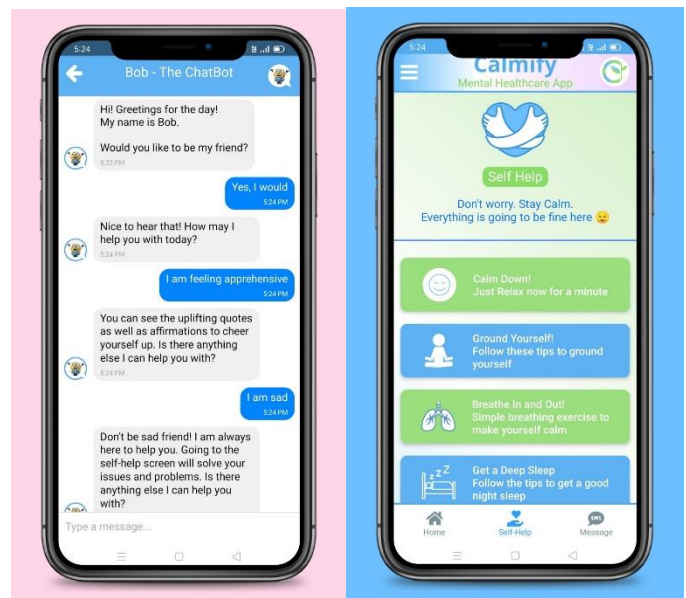 5:24
Bob - The ChatBot
Hi! Greetings for the day!
My name is Bob.
Would you like to be my friend?
5:23 PM
Yes, I would
5:24 PM
Nice to hear that! How may I
help you with today?
5:24 PM
I am feeling apprehensive
5:24 PM
You can see the uplifting quotes
as well as affirmations to cheer
yourself up. Is there anything
else I can help you with?
5:24 PM
I am sad
5:24 PM
Don't be sad friend! I am always
here to help you. Going to the
self-help screen will solve your
issues and problems. Is there
anything else I can help you
with?
Type a message...
5:24
Calmify
Mental Healthcare App
Self Help
Don't worry. Stay Calm.
Everything is going to be fine here 😌
Calm Down!
Just Relax now for a minute
Ground Yourself!
Follow these tips to ground
yourself
Breathe In and Out!
Simple breathing exercise to
make yourself calm
zzZ
Get a Deep Sleep
Follow the tips to get a good
night sleep
Home
Self-Help
SMS
Message